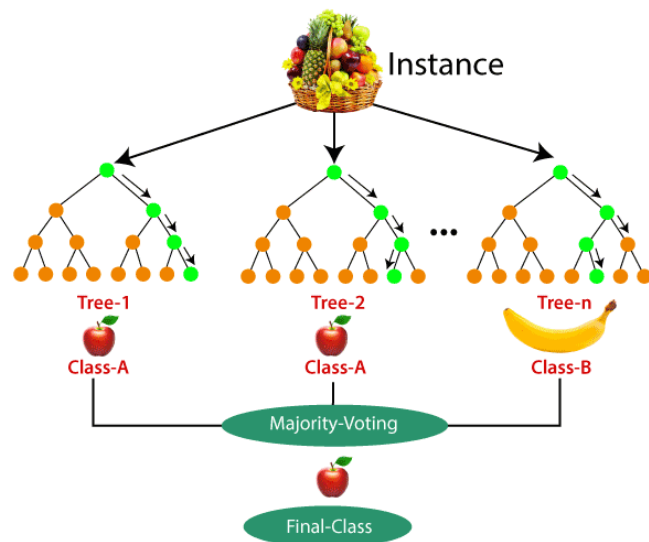 Instance
...
Tree-1
Tree-2
Tree-n
Class-A
Class-A
Class-B
Majority-Voting
Final-Class